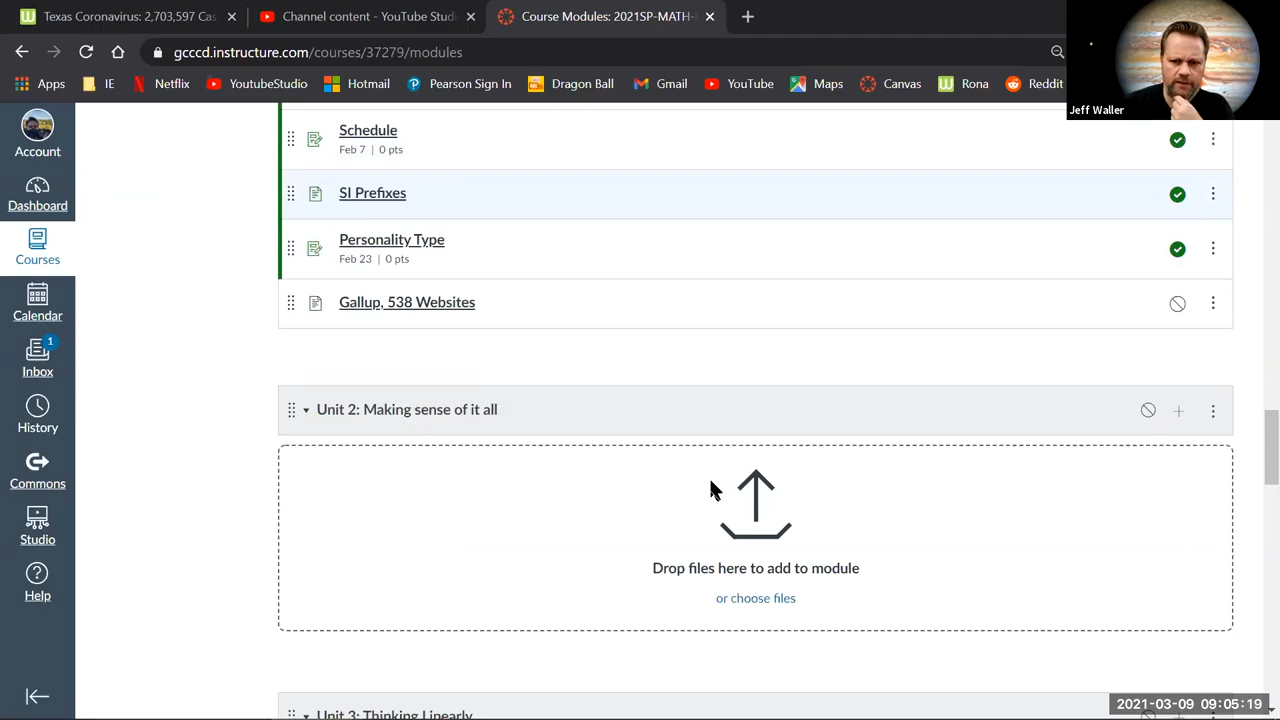 Texas Coronavirus: 2,703,597 Cas
Channel content - YouTube Stud
Course Modules: 2021SP-MATH-
gcccd.instructure.com/courses/37279/modules
Apps
IE
Netflix
YoutubeStudio
Hotmail
Dragon Ball
Gmail
YouTube
Maps
Canvas
Rona
Reddit
Jeff Waller
Account
Dashboard
Courses
Calendar
1
Inbox
History
Commons
Studio
Help
Schedule
Feb 7 | 0 pts
SI Prefixes
Personality Type
Feb 23 | 0 pts
Gallup, 538 Websites
Unit 2: Making sense of it all
Drop files here to add to module
or choose files
Unit 3: Thinking Linearly
2021-03-09 09:05:19